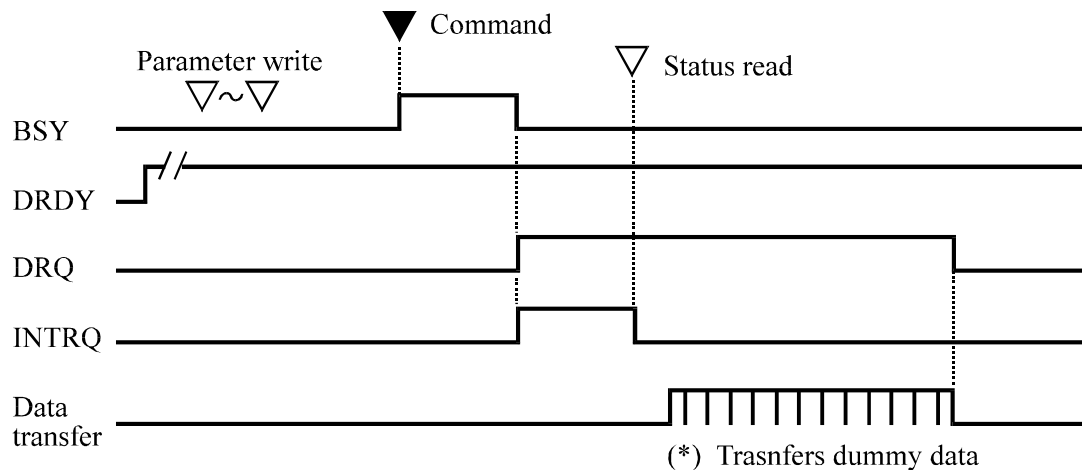 Command
Parameter write
Status read
BSY
DRDY
DRQ
INTRQ
Data
transfer
(*) Trasnfers dummy data